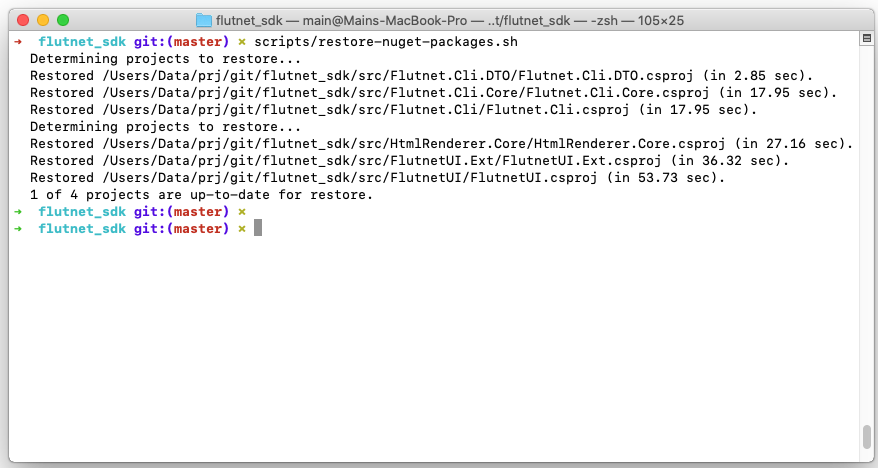 flutnet_sdk — main@Mains-MacBook-Pro — ..t/flutnet_sdk — -zsh — 105×25
➜ flutnet_sdk git:(master) × scripts/restore-nuget-packages.sh
Determining projects to restore...
Restored /Users/Data/prj/git/flutnet_sdk/src/Flutnet.Cli.DTO/Flutnet.Cli.DTO.csproj (in 2.85 sec).
Restored /Users/Data/prj/git/flutnet_sdk/src/Flutnet.Cli.Core/Flutnet.Cli.Core.csproj (in 17.95 sec).
Restored /Users/Data/prj/git/flutnet_sdk/src/Flutnet.Cli/Flutnet.Cli.csproj (in 17.95 sec).
Determining projects to restore...
Restored /Users/Data/prj/git/flutnet_sdk/src/HtmlRenderer.Core/HtmlRenderer.Core.csproj (in 27.16 sec).
Restored /Users/Data/prj/git/flutnet_sdk/src/FlutnetUI.Ext/FlutnetUI.Ext.csproj (in 36.32 sec).
Restored /Users/Data/prj/git/flutnet_sdk/src/FlutnetUI/FlutnetUI.csproj (in 53.73 sec).
1 of 4 projects are up-to-date for restore.
➜ flutnet_sdk git:(master) ×
➜ flutnet_sdk git:(master) ×